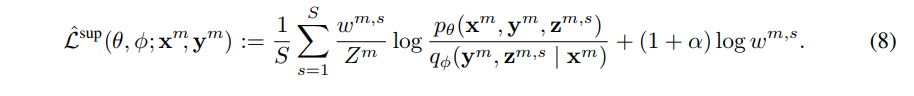 $$\hat{\mathcal{L}}^{\text{sup}}(\theta, \phi; \mathbf{x}^m, \mathbf{y}^m) := \frac{1}{S} \sum_{s=1}^{S} \frac{w^{m,s}}{Z^m} \log \frac{p_\theta(\mathbf{x}^m, \mathbf{y}^m, \mathbf{z}^{m,s})}{q_\phi(\mathbf{y}^m, \mathbf{z}^{m,s} \mid \mathbf{x}^m)} + (1 + \alpha) \log w^{m,s}. \quad (8)$$